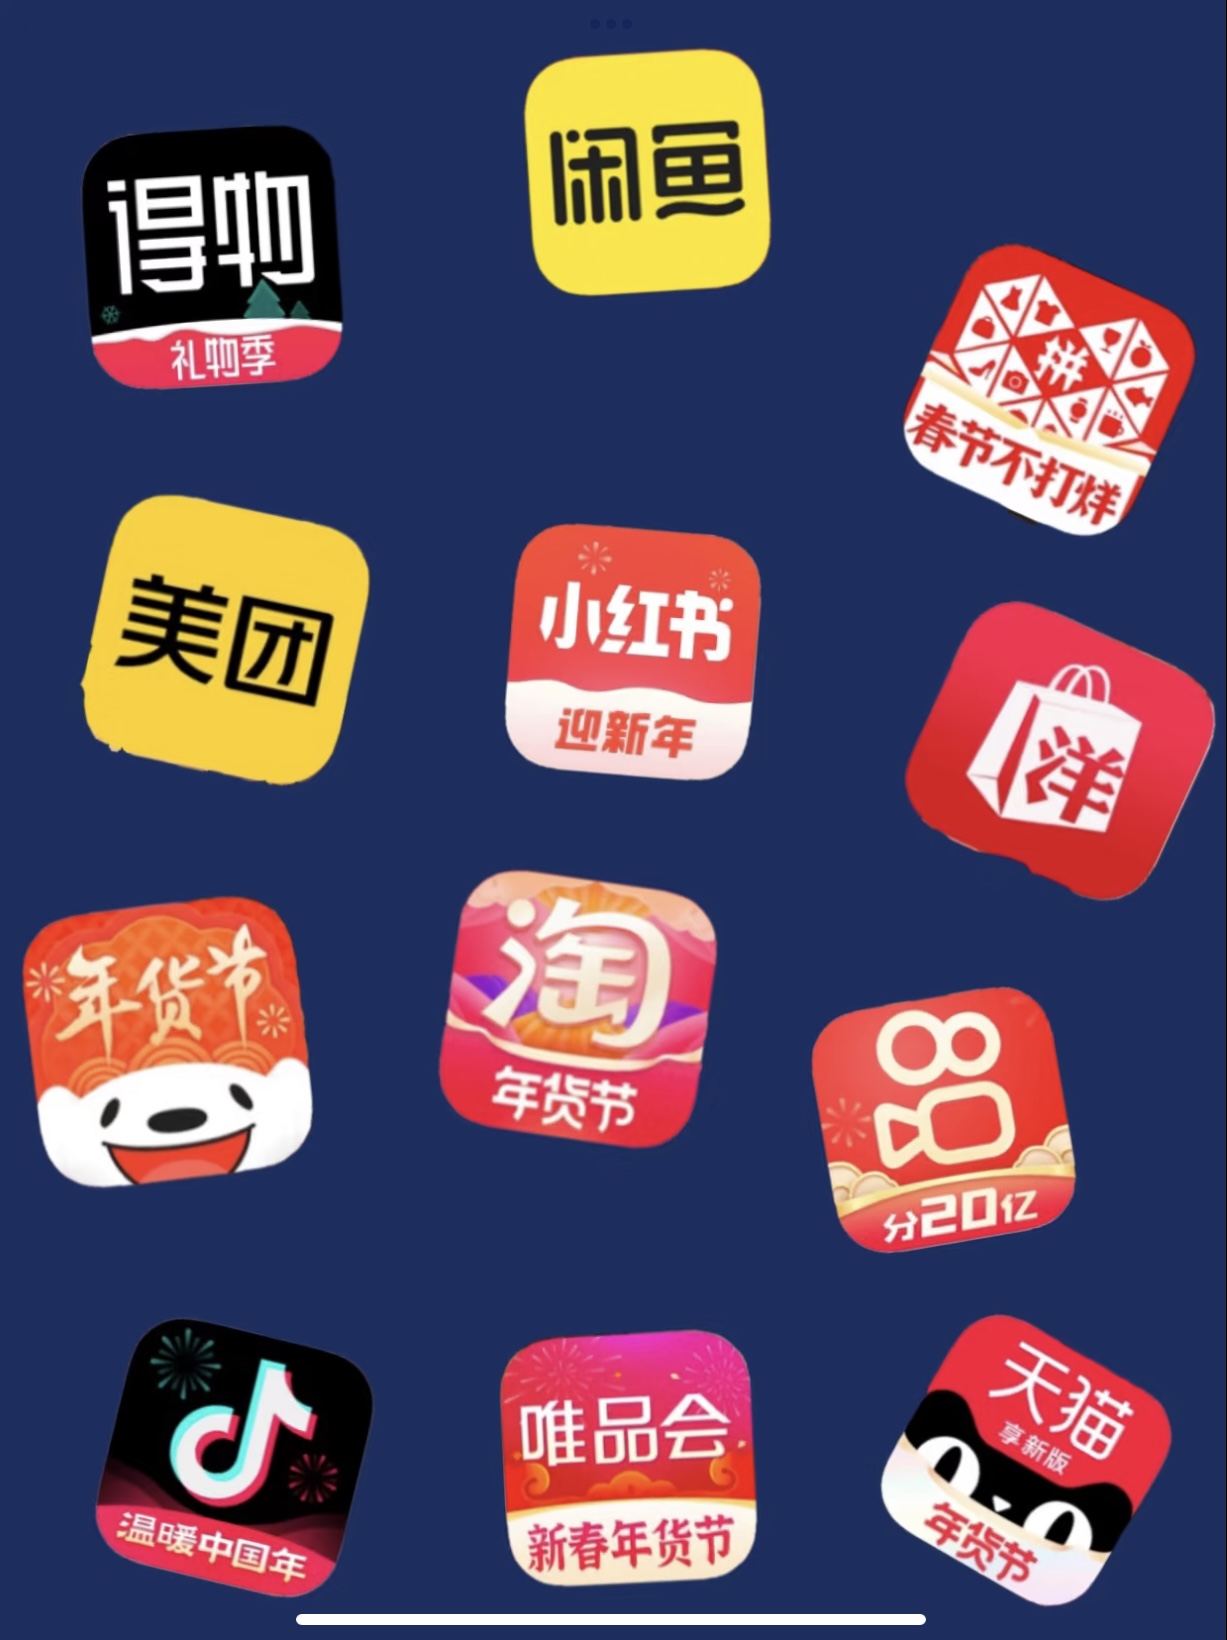 闲鱼
得物
礼物季
拼
春节不打烊
美团
小红书
迎新年
洋
年货节
淘
年货节
分20亿
温暖中国年
唯品会
新春年货节
天猫
享新版
年货节